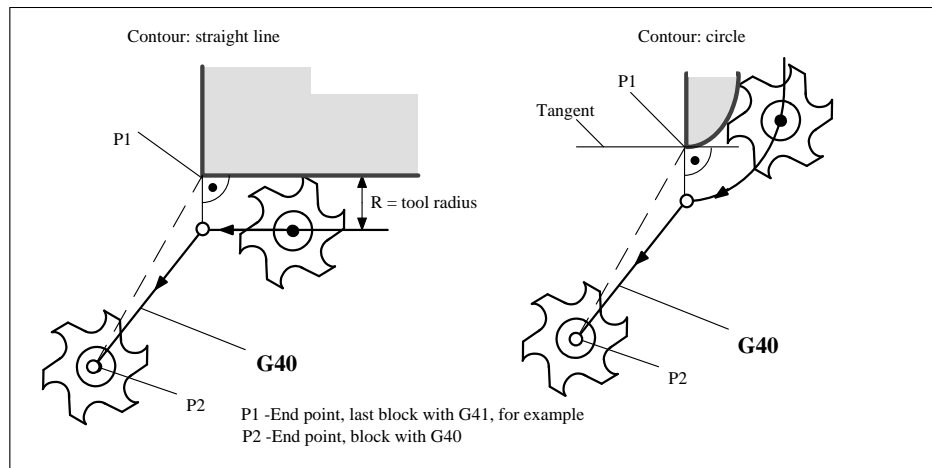 Contour: straight line
Contour: circle
P1
R = tool radius
G40
P2
P1
Tangent
G40
P2
P1 -End point, last block with G41, for example
P2 -End point, block with G40